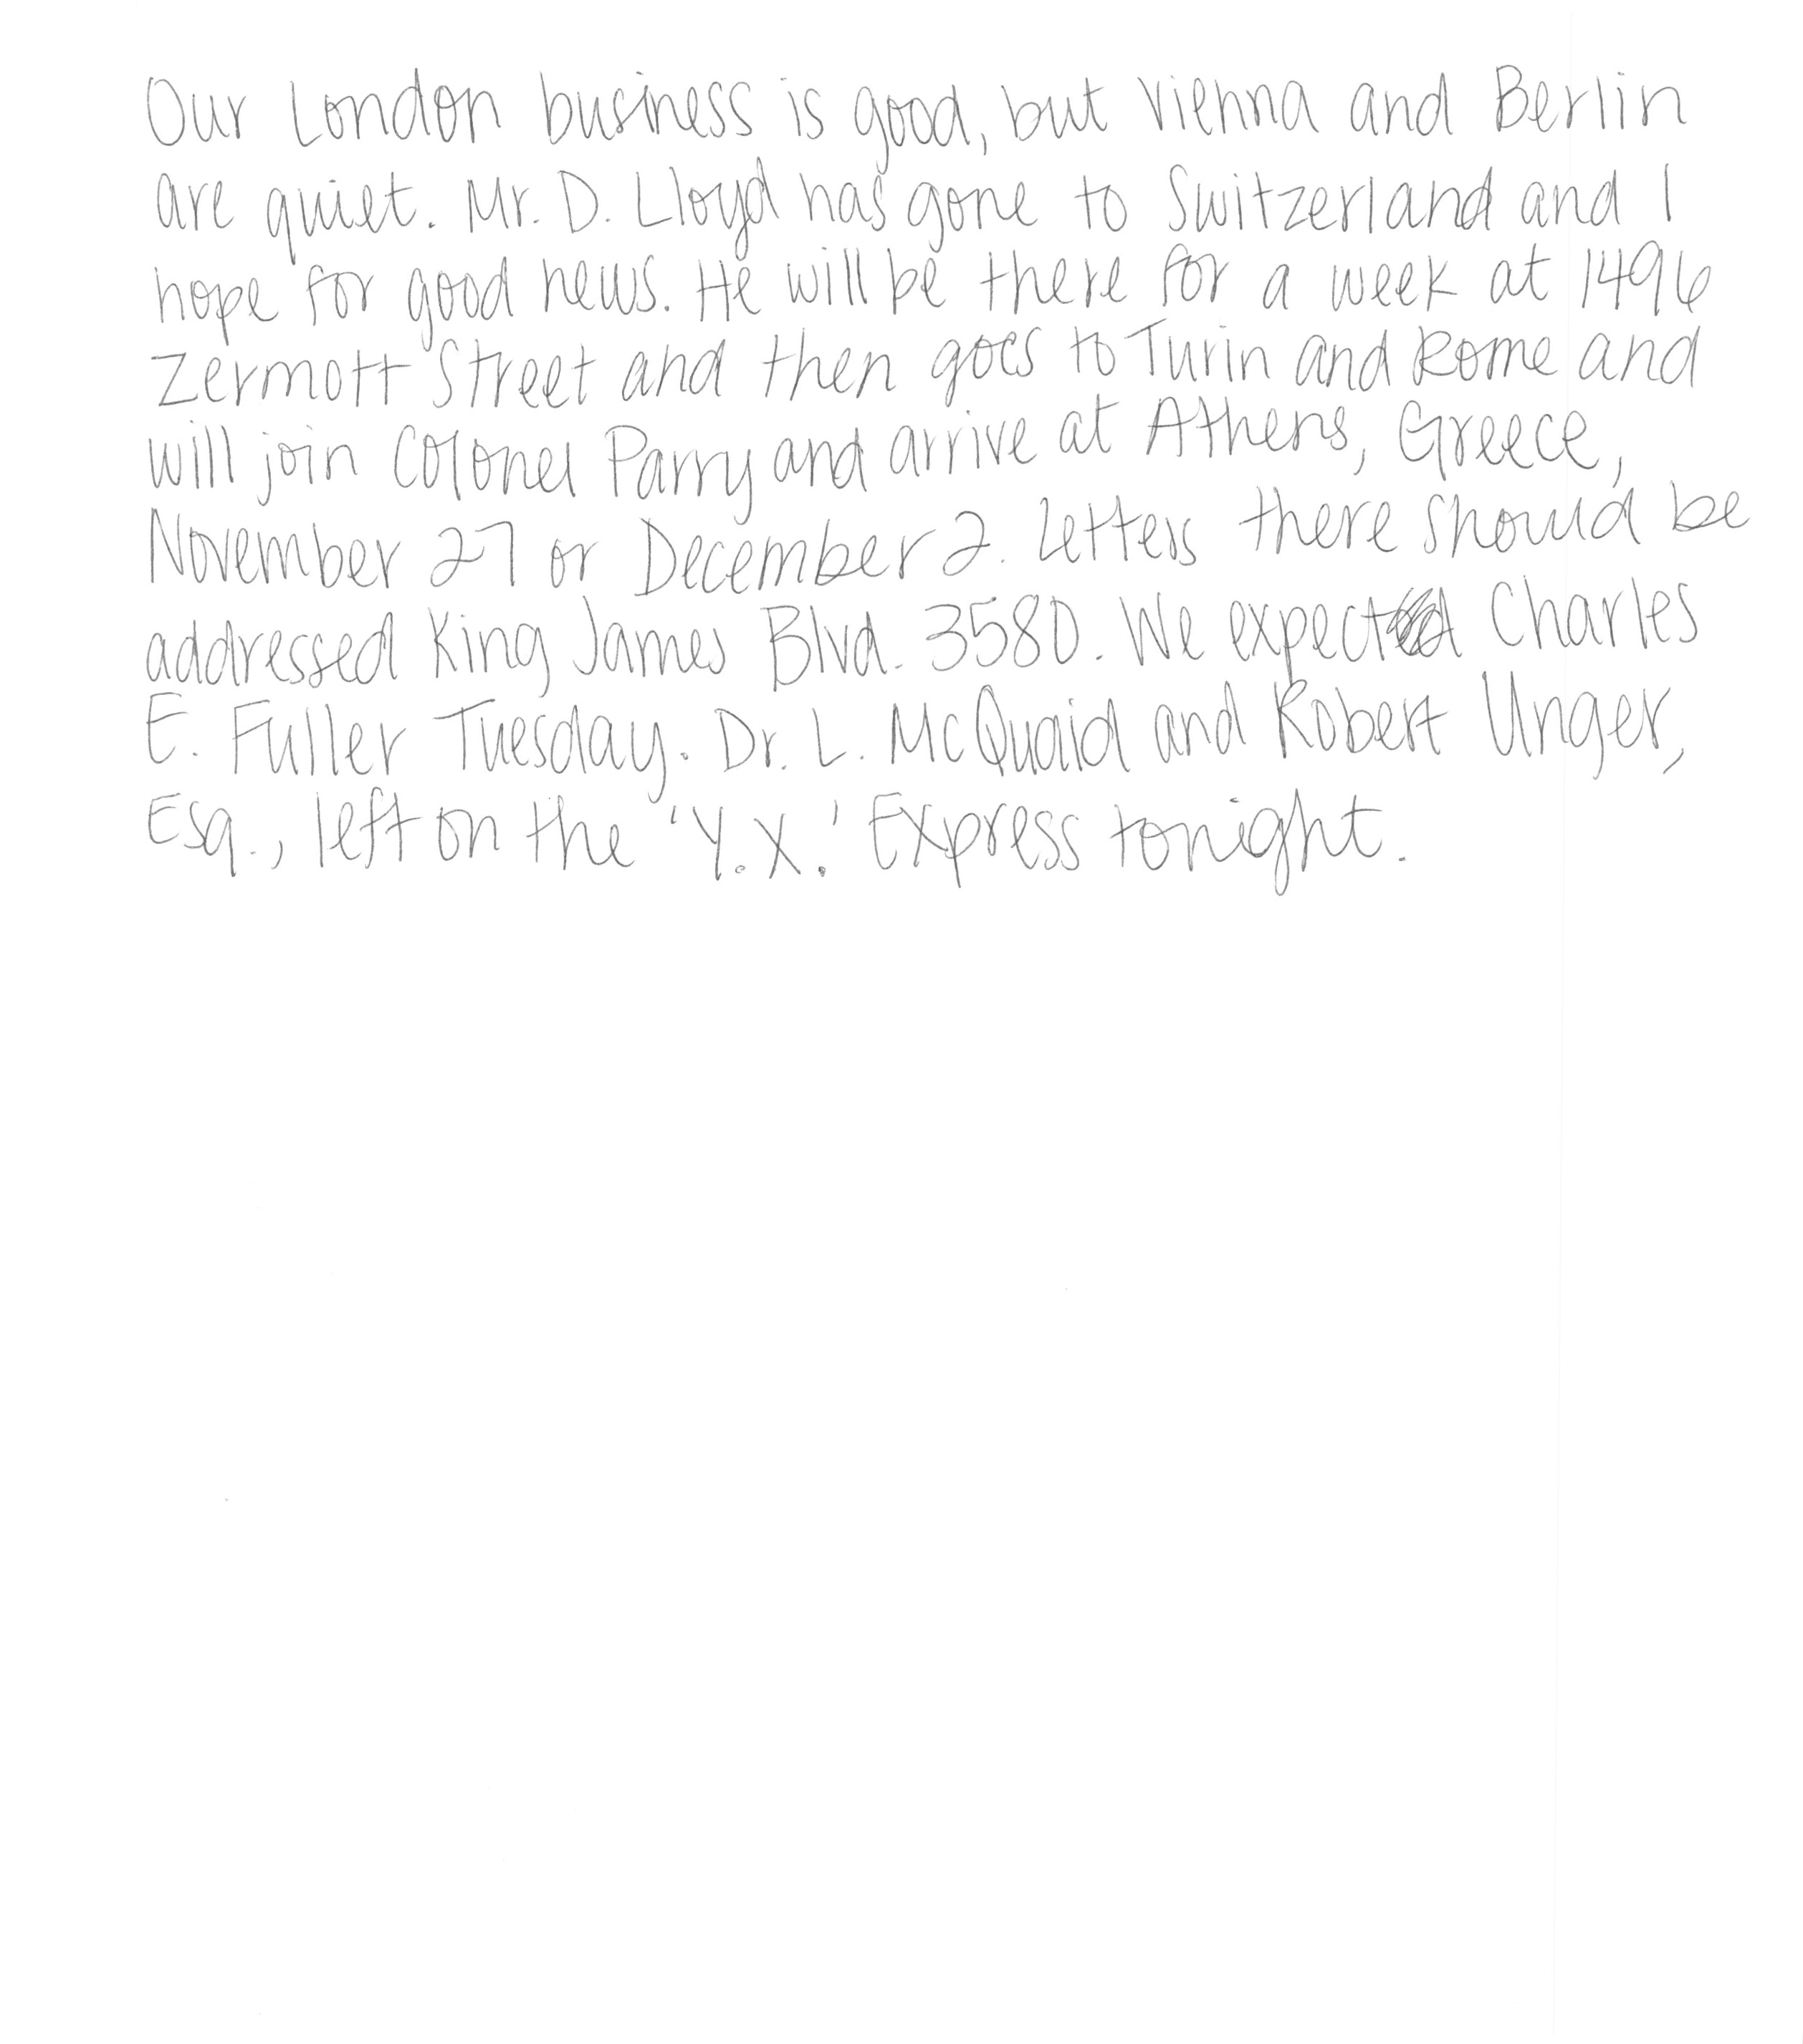 Our London business is good, but Vienna and Berlin
are quiet. Mr. D. Lloyd has gone to Switzerland and I
hope for good news. He will be there for a week at 1496
Zermott Street and then goes to Turin and Rome and
will join Colonel Parry and arrive at Athens, Greece,
November 27 or December 2. Letters there should be
addressed King James Blvd. 3580. We expect Charles
E. Fuller Tuesday. Dr. L. McQuaid and Robert Unger,
Esq., left on the 'Y.X.' Express tonight.